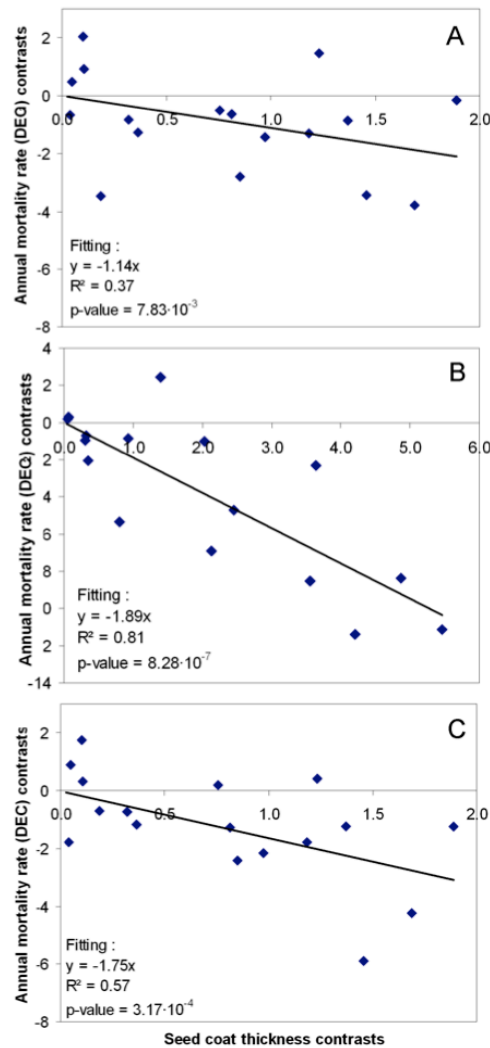 A
Annual mortality rate (DEQ) contrasts
2
0
0.0 0.5 1.0 1.5 2.0
-2
-4
-6
-8
Fitting :
y = -1.14x
R² = 0.37
p-value = 7.83·10⁻³
B
Annual mortality rate (DEQ) contrasts
4
2
0
0.0 1.0 2.0 3.0 4.0 5.0 6.0
2
4
6
8
0
2
-14
Fitting :
y = -1.89x
R² = 0.81
p-value = 8.28·10⁻⁷
C
Annual mortality rate (DEC) contrasts
2
0
0.0 0.5 1.0 1.5 2.0
-2
-4
-6
-8
Fitting :
y = -1.75x
R² = 0.57
p-value = 3.17·10⁻⁴
Seed coat thickness contrasts